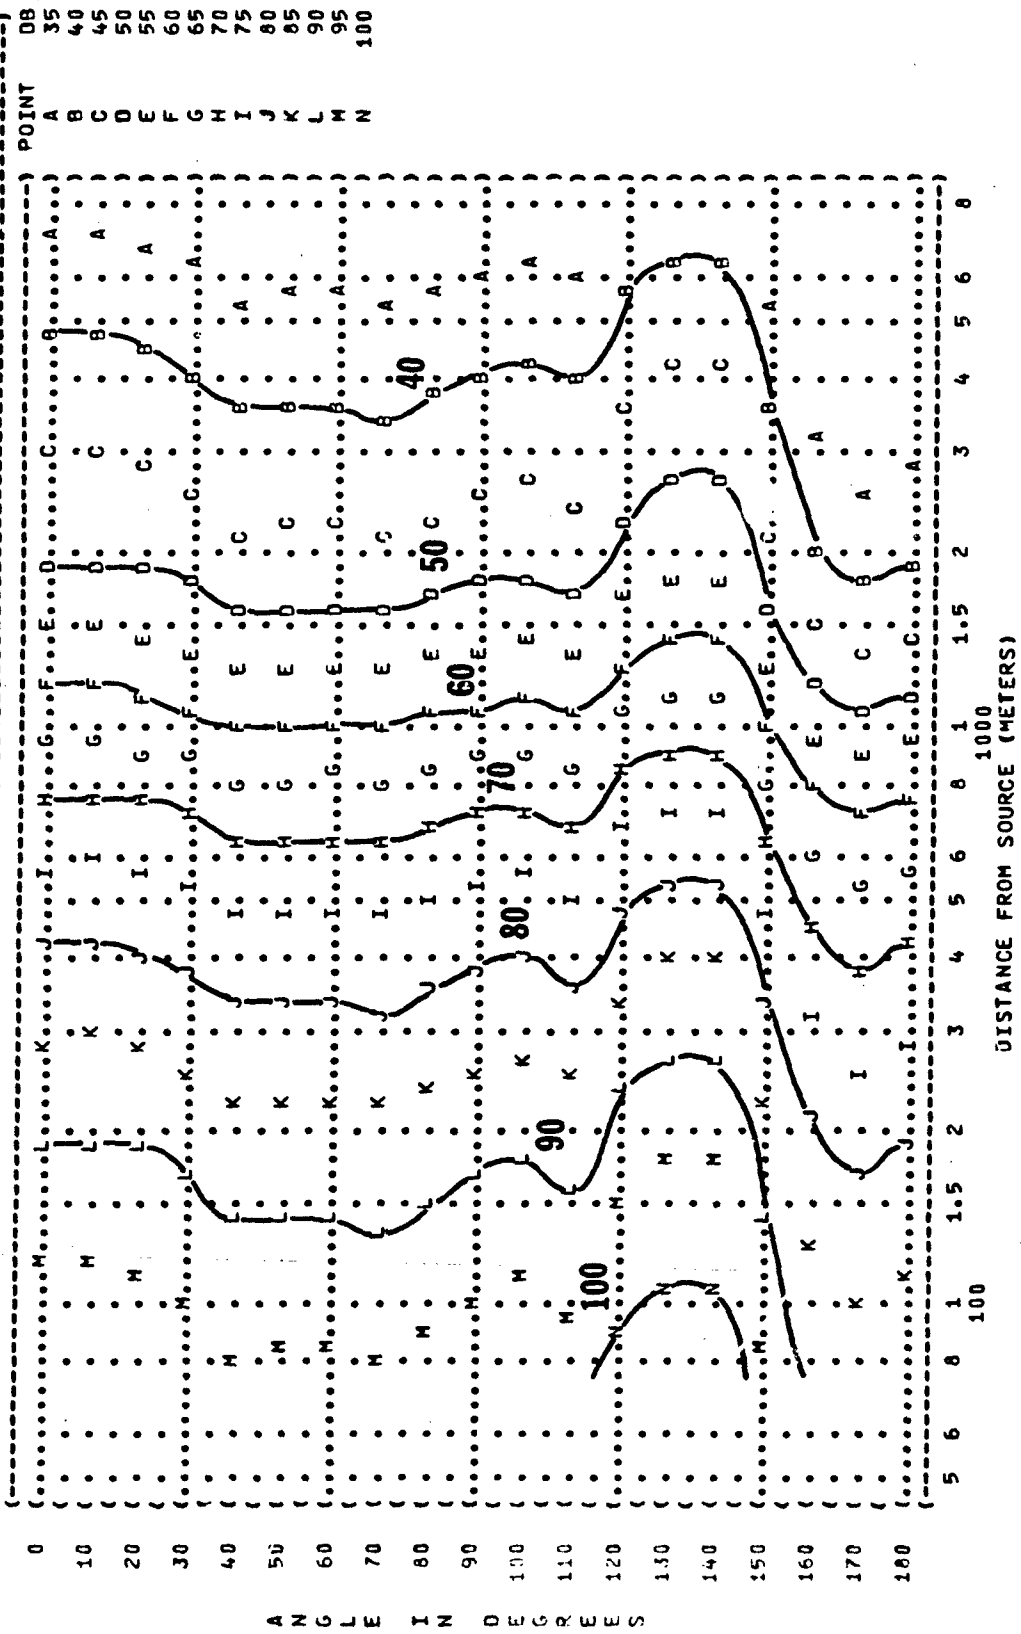 POINT DB
A 35
B 40
C 45
D 50
E 55
F 60
G 65
H 70
I 75
J 80
K 85
L 90
M 95
N 100
ANGLE IN DEGREES
0 M L K J I H G F E D C B A
10 M L K J I H G F E D C B A
20 M L K J I H G F E D C B A
30 M L K J I H G F E D C B A
40 M L K J I H G F E D C B A
50 M L K J I H G F E D C B A
60 M L K J I H G F E D C B A
70 M L K J I H G F E D C B A
40
80 M L K J I H G F E D C B A
50
60
90 M L K J I H G F E D C B A
70
80
100 M L K J I H G F E D C B A
90
110 M L K J I H G F E D C B A
100
120 N M L K J I H G F E D C B
130 N M L K J I H G F E D C B
140 N M L K J I H G F E D C B
150 M L K J I H G F E D C B A
160 K J I H G F E D C B A
170 K J I H G F E D C B A
180 K J I H G F E D C B A
5 6 8 1 1.5 2 3 4 5 6 8 1 1.5 2 3 4 5 6 8
100 1000
DISTANCE FROM SOURCE (METERS)